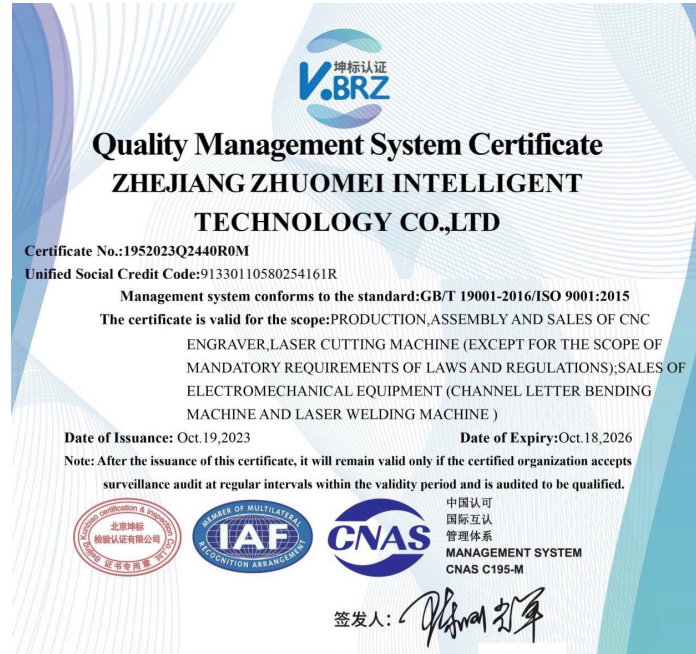 坤标认证
V.BRZ
Quality Management System Certificate
ZHEJIANG ZHUOMEI INTELLIGENT
TECHNOLOGY CO.,LTD
Certificate No.:1952023Q2440R0M
Unified Social Credit Code:91330110580254161R
Management system conforms to the standard:GB/T 19001-2016/ISO 9001:2015
The certificate is valid for the scope:PRODUCTION,ASSEMBLY AND SALES OF CNC
ENGRAVER,LASER CUTTING MACHINE (EXCEPT FOR THE SCOPE OF
MANDATORY REQUIREMENTS OF LAWS AND REGULATIONS);SALES OF
ELECTROMECHANICAL EQUIPMENT (CHANNEL LETTER BENDING
MACHINE AND LASER WELDING MACHINE )
Date of Issuance: Oct.19,2023 Date of Expiry:Oct.18,2026
Note: After the issuance of this certificate, it will remain valid only if the certified organization accepts
surveillance audit at regular intervals within the validity period and is audited to be qualified.
Beijing Kunbiao certification & Inspection Co.,Ltd
北京坤标
检验认证有限公司
证书专用章
MEMBER OF MULTILATERAL
IAF
RECOGNITION ARRANGEMENT
CNAS
中国认可
国际互认
管理体系
MANAGEMENT SYSTEM
CNAS C195-M
签发人: